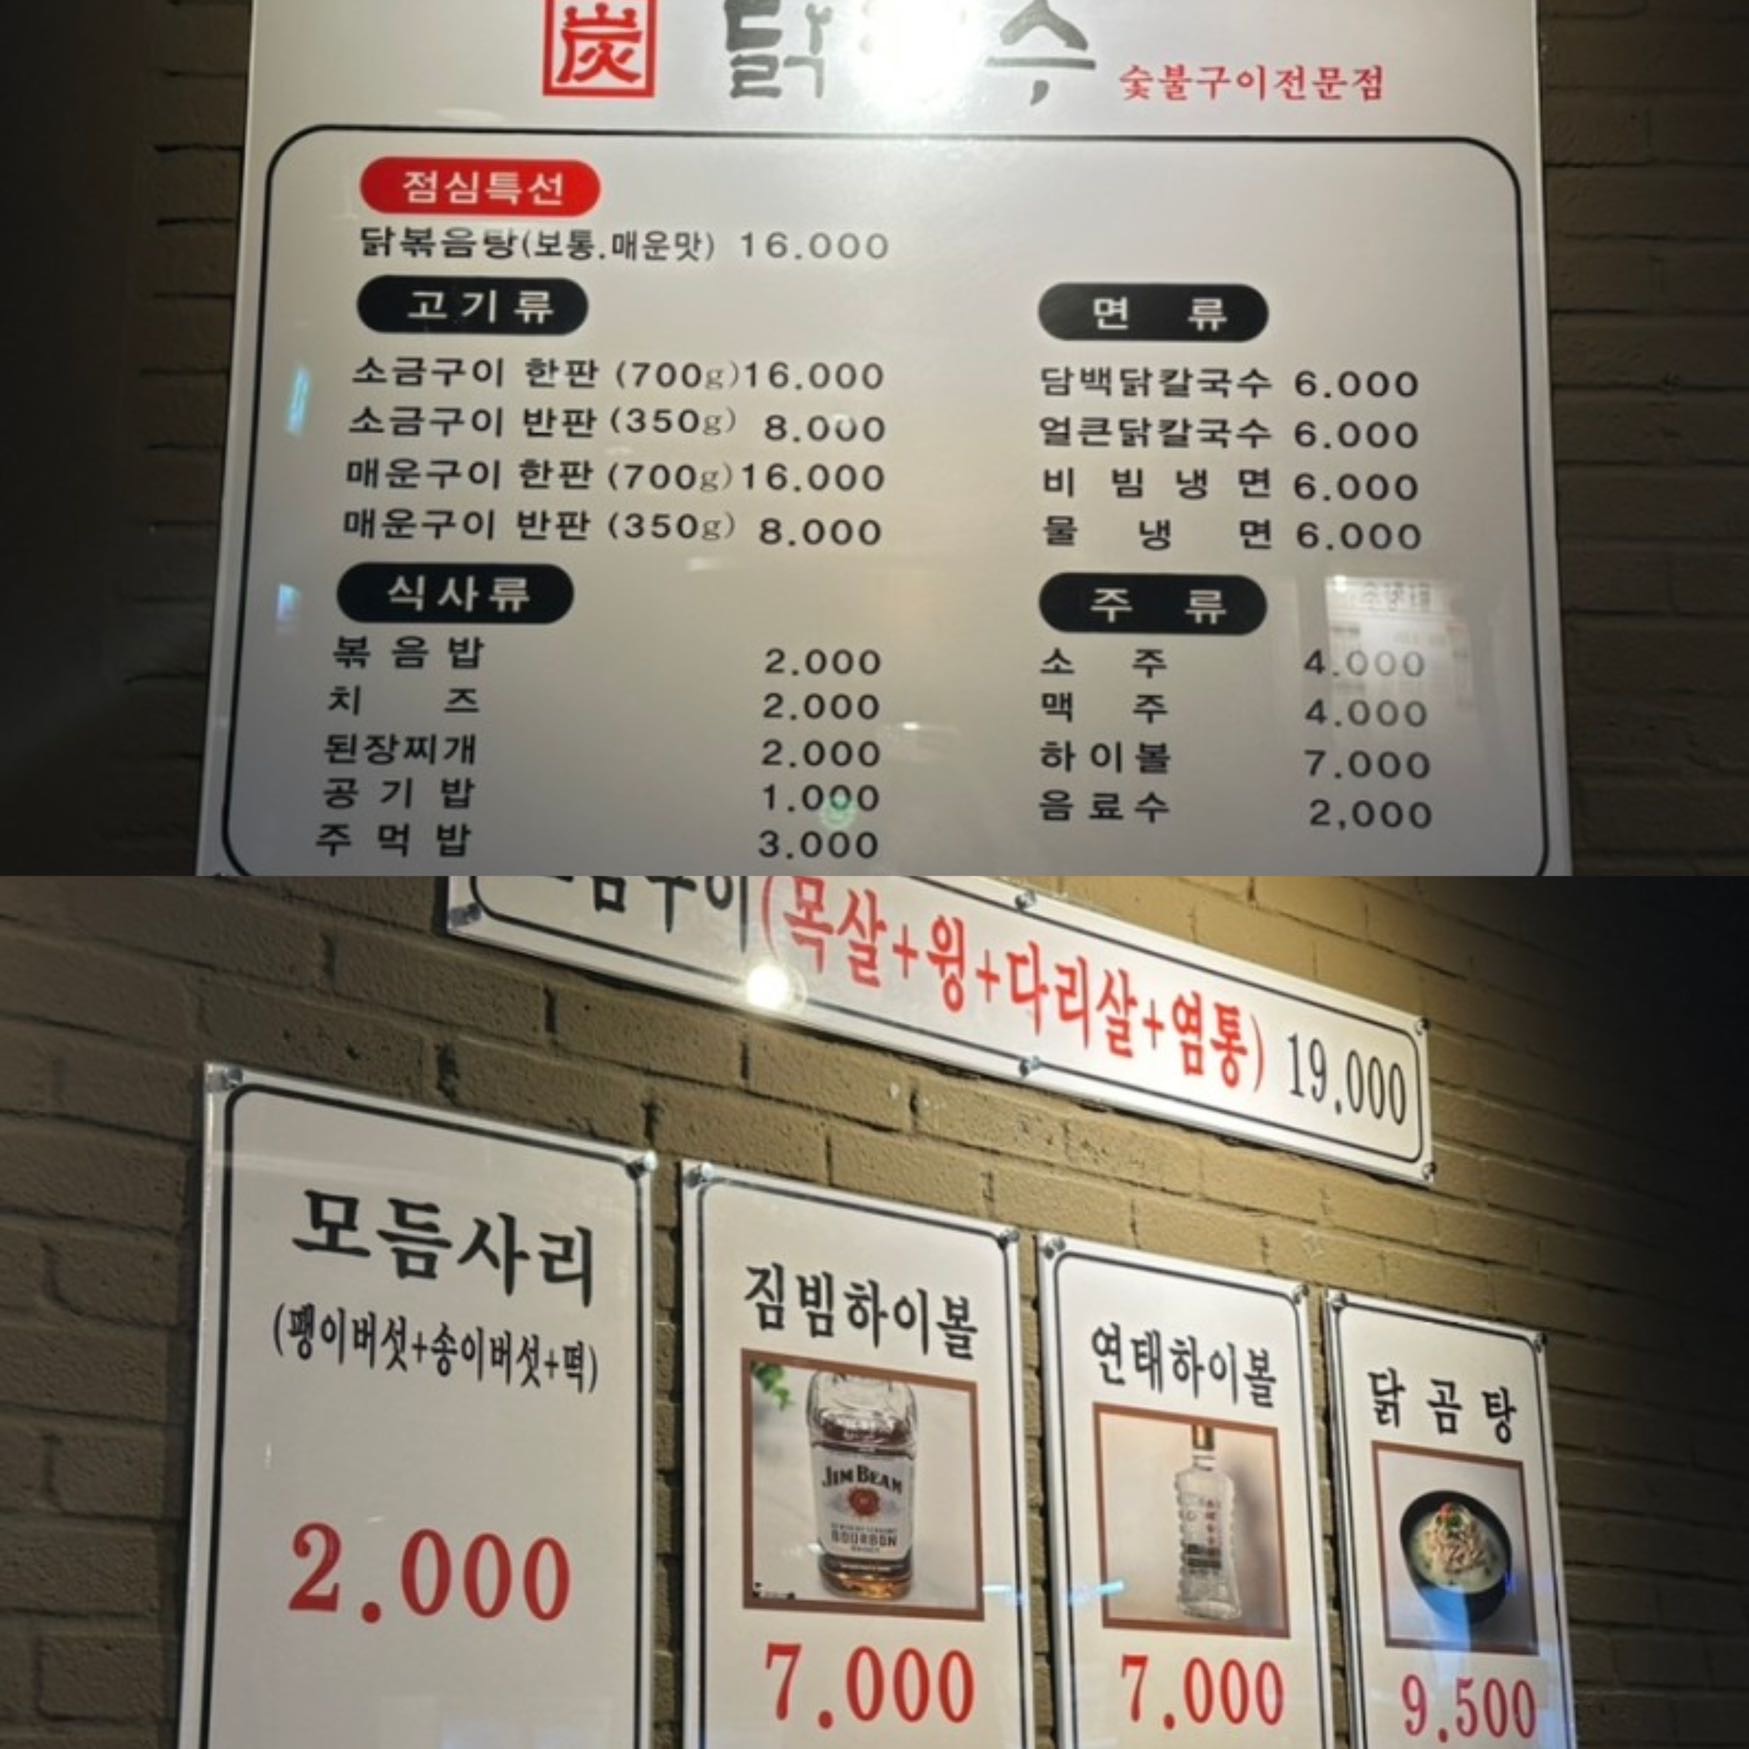 炭 닭 수 숯불구이전문점
점심특선
닭볶음탕(보통.매운맛) 16.000
고기류
소금구이 한판 (700g)16.000
소금구이 반판 (350g) 8.000
매운구이 한판 (700g)16.000
매운구이 반판 (350g) 8.000
식사류
볶음밥 2.000
치즈 2.000
된장찌개 2.000
공기밥 1.000
주먹밥 3.000
면류
담백닭칼국수 6.000
얼큰닭칼국수 6.000
비빔냉면 6.000
물냉면 6.000
주류
소주 4.000
맥주 4.000
하이볼 7.000
음료수 2,000
구이(목살+윙+다리살+염통) 19.000
모듬사리
(팽이버섯+송이버섯+떡)
2.000
짐빔하이볼
JIM BEAM
BOURBON
7.000
연태하이볼
7.000
닭곰탕
9.500